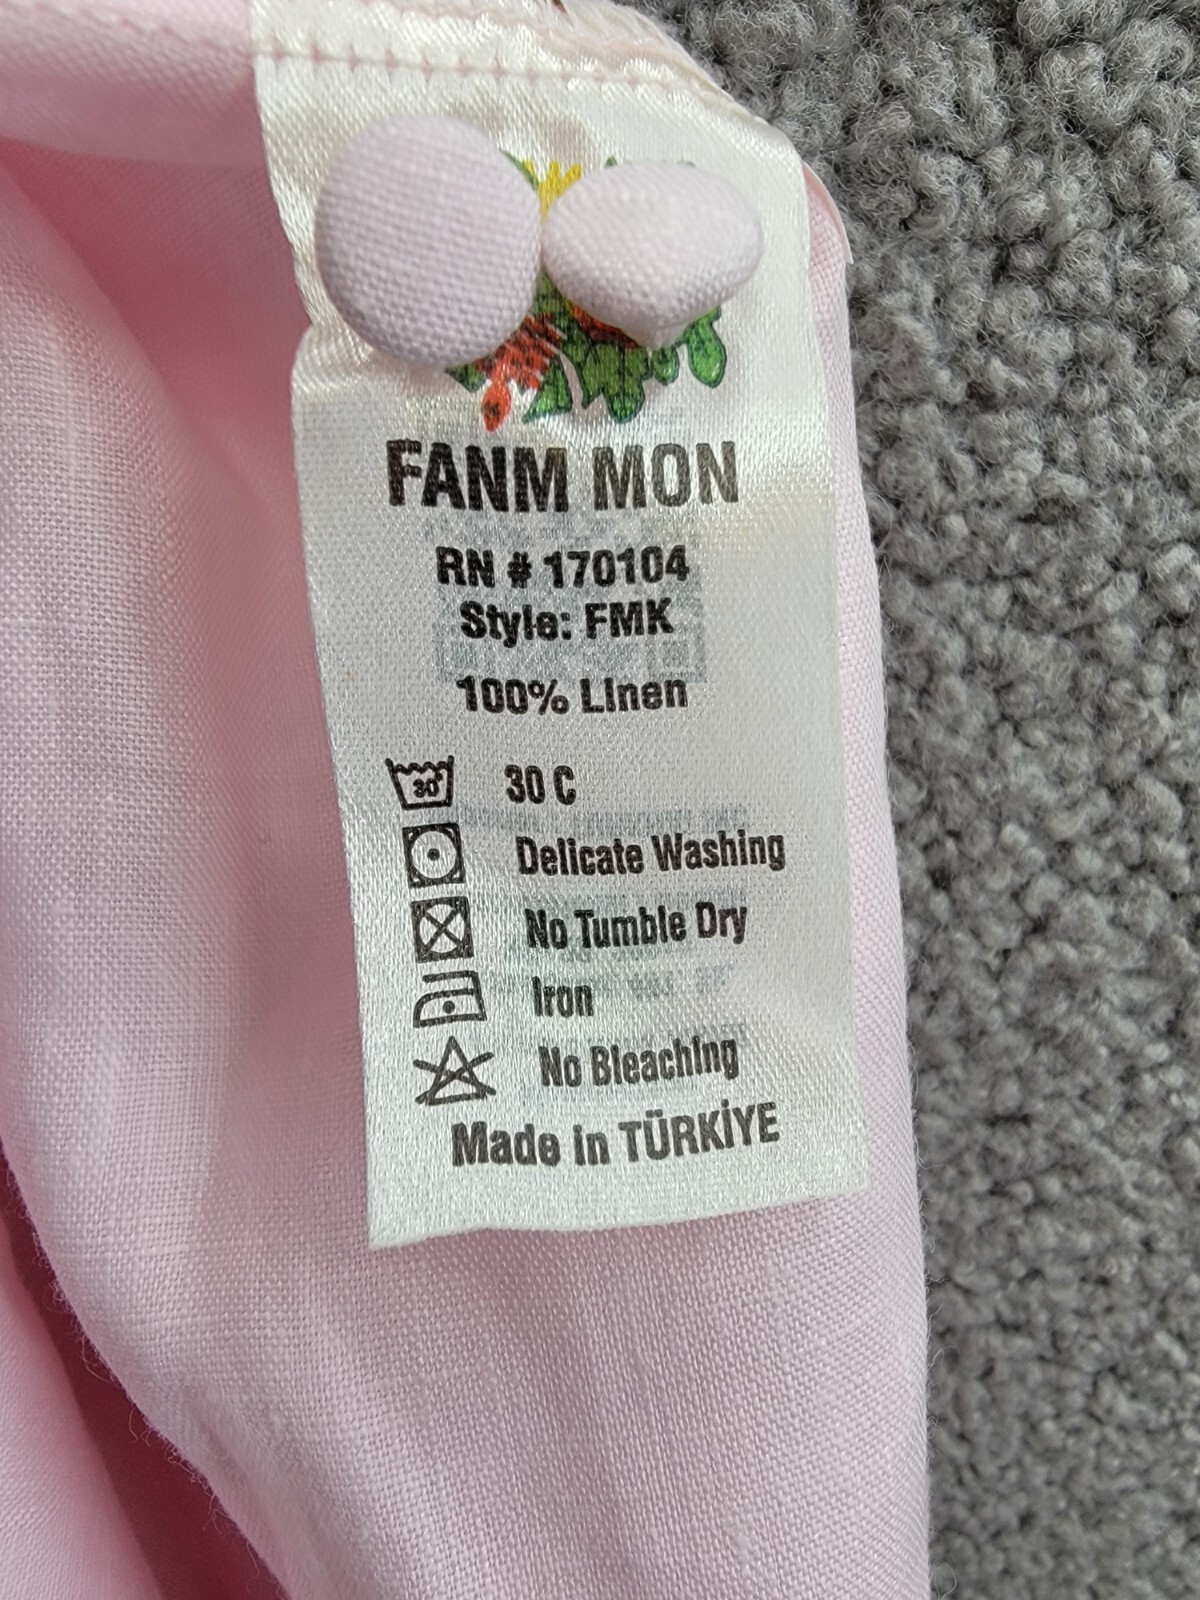 FANM MON
RN # 170104
Style: FMK
100% Linen
30° 30 C
Delicate Washing
No Tumble Dry
Iron
No Bleaching
Made in TÜRKİYE